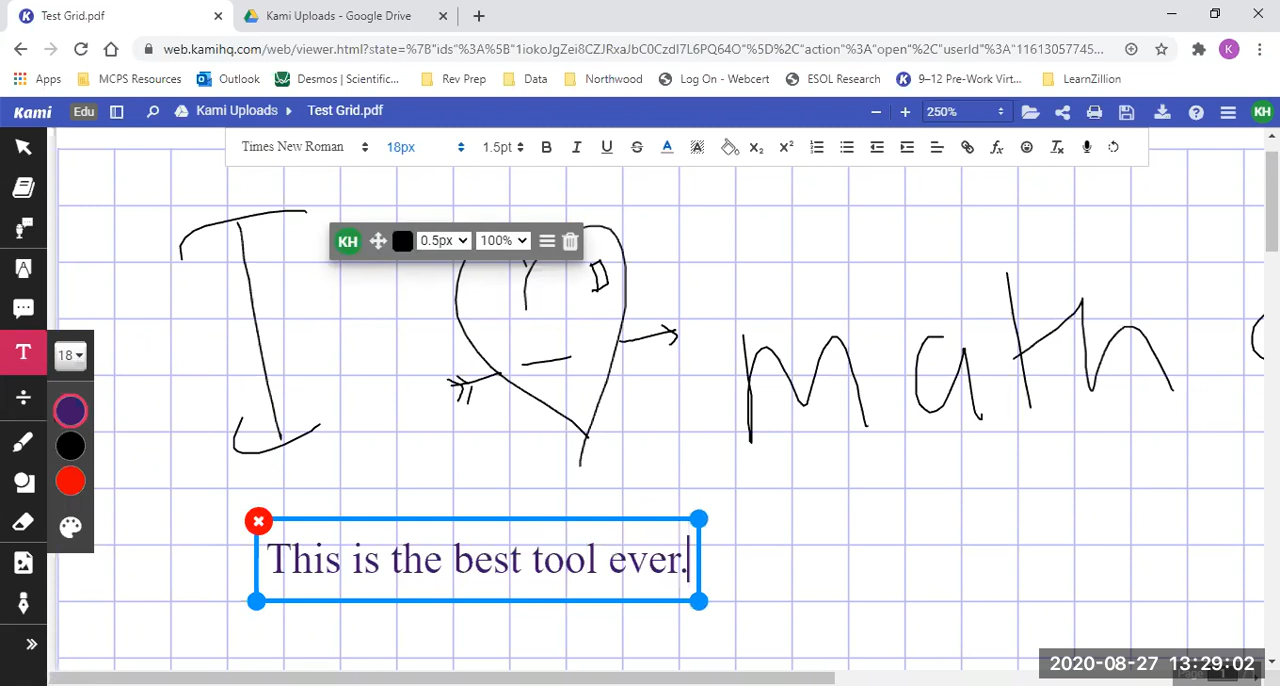 Test Grid.pdf
Kami Uploads - Google Drive
web.kamihq.com/web/viewer.html?state=%7B"ids"%3A%5B"1iokoJgZei8CZJRxaJbC0CzdI7L6PQ64O"%5D%2C"action"%3A"open"%2C"userId"%3A"11613057745...
K
Apps MCPS Resources Outlook Desmos | Scientific... Rev Prep Data Northwood Log On - Webcert ESOL Research 9–12 Pre-Work Virt... LearnZillion
Kami Edu Kami Uploads Test Grid.pdf 250% KH
Times New Roman 18px 1.5pt B I U S A
KH 0.5px 100%
I math
T 18
This is the best tool ever.
2020-08-27 13:29:02
Page 1